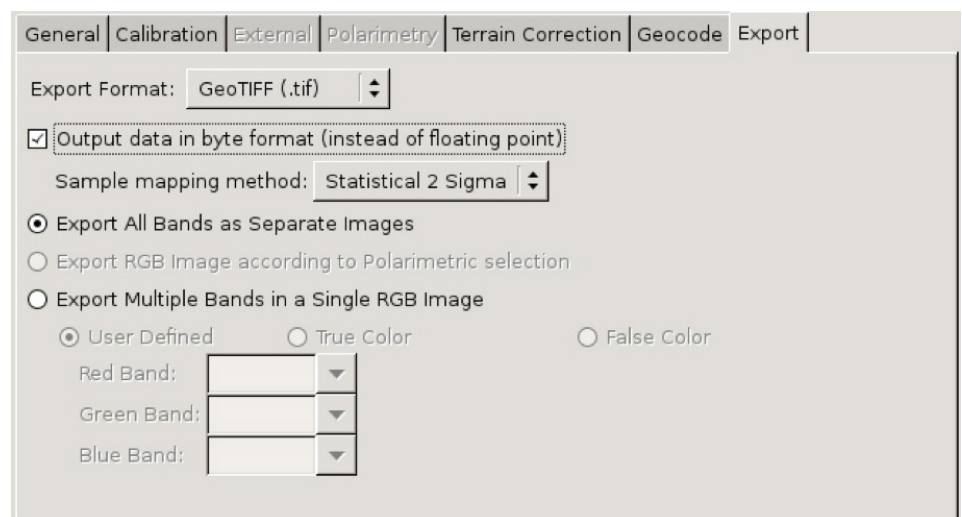 General Calibration External Polarimetry Terrain Correction Geocode Export
Export Format: GeoTIFF (.tif)
Output data in byte format (instead of floating point)
Sample mapping method: Statistical 2 Sigma
Export All Bands as Separate Images
Export RGB Image according to Polarimetric selection
Export Multiple Bands in a Single RGB Image
User Defined True Color False Color
Red Band:
Green Band:
Blue Band: